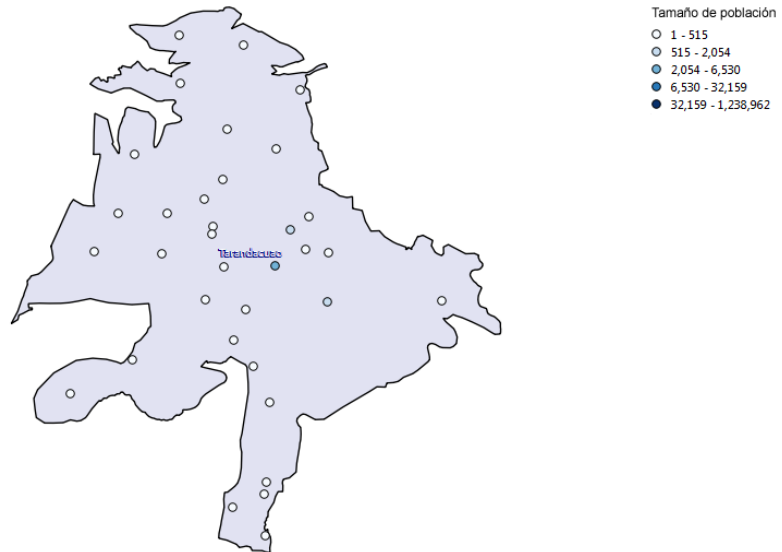 Tamaño de población
1 - 515
515 - 2,054
2,054 - 6,530
6,530 - 32,159
32,159 - 1,238,962
Tarandacuao